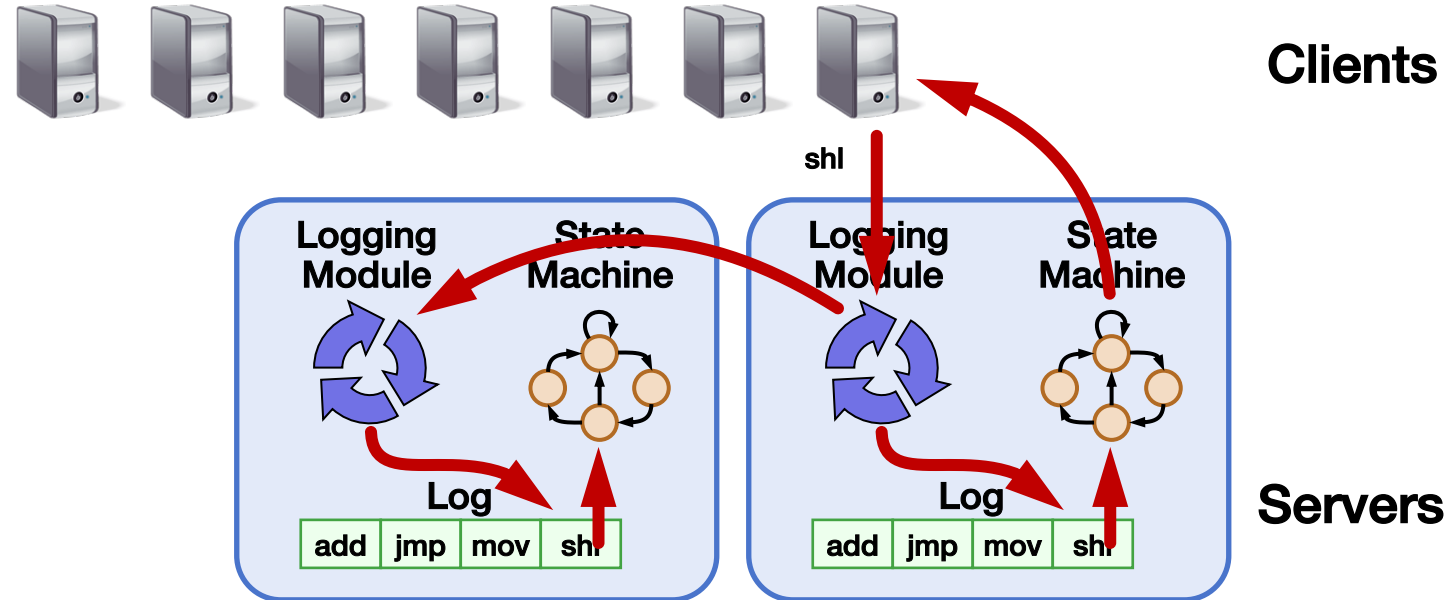 Clients
shl
Logging
Module
State
Machine
Logging
Module
State
Machine
Log
add jmp mov shl
Log
add jmp mov shl
Servers